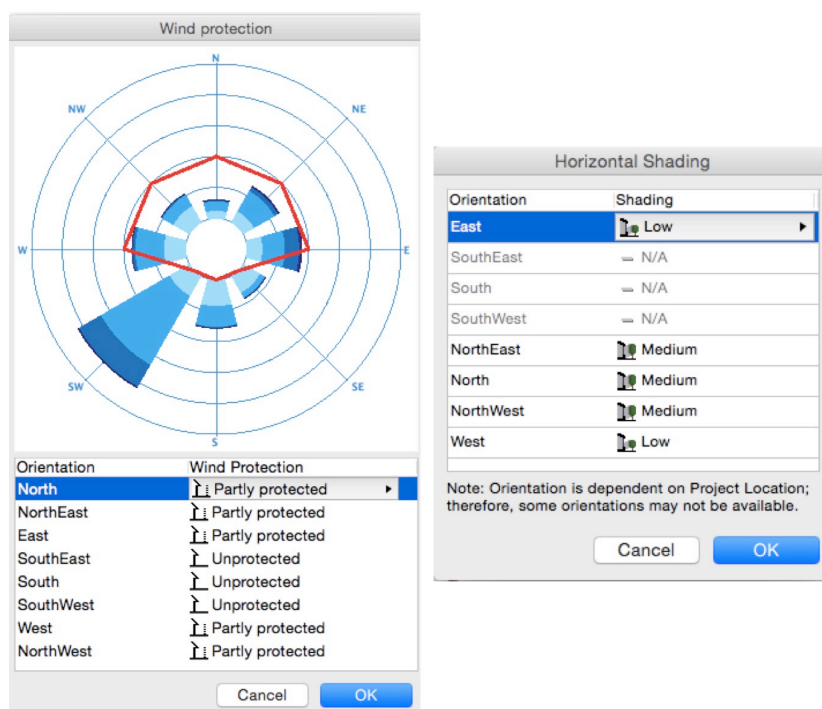 Wind protection
N
NW
NE
W
E
SW
SE
S
Orientation Wind Protection
North Partly protected
NorthEast Partly protected
East Partly protected
SouthEast Unprotected
South Unprotected
SouthWest Unprotected
West Partly protected
NorthWest Partly protected
Cancel OK
Horizontal Shading
Orientation Shading
East Low
SouthEast N/A
South N/A
SouthWest N/A
NorthEast Medium
North Medium
NorthWest Medium
West Low
Note: Orientation is dependent on Project Location;
therefore, some orientations may not be available.
Cancel OK